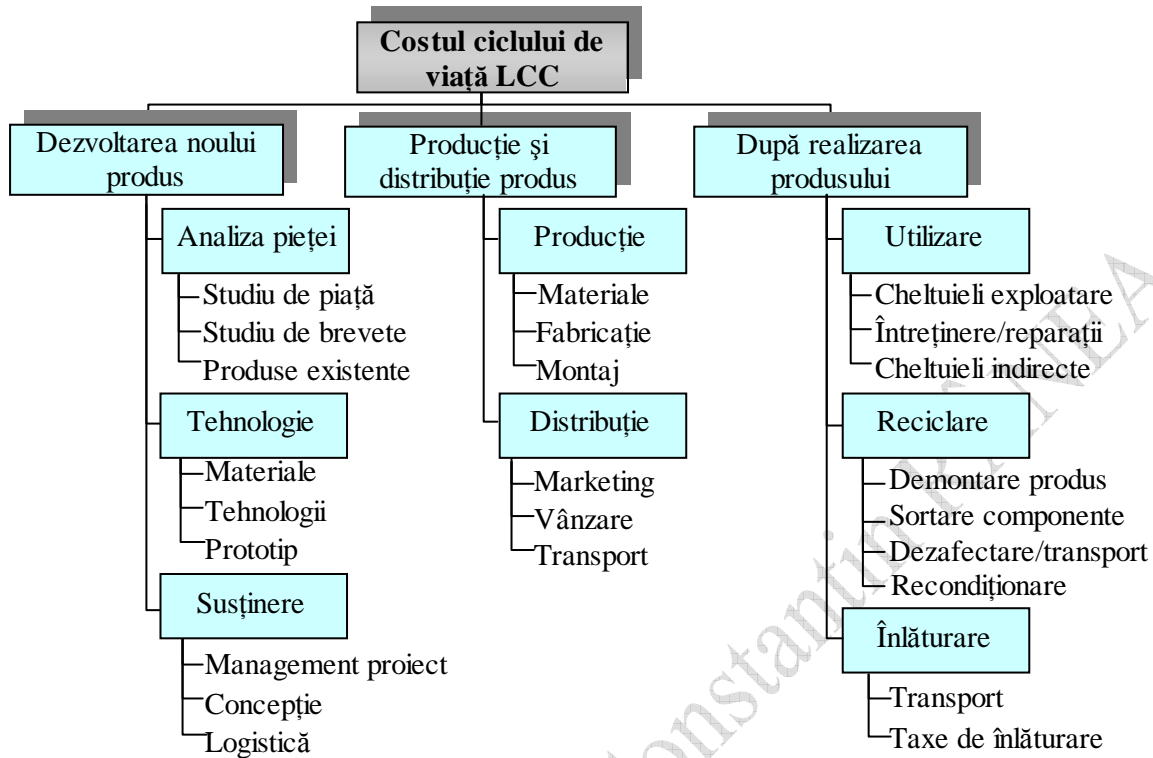 Costul ciclului de
viață LCC
Dezvoltarea noului
produs
Analiza pieței
Studiu de piață
Studiu de brevete
Produse existente
Tehnologie
Materiale
Tehnologii
Prototip
Susținere
Management proiect
Concepție
Logistică
Producție şi
distribuție produs
Producție
Materiale
Fabricație
Montaj
Distribuție
Marketing
Vânzare
Transport
După realizarea
produsului
Utilizare
Cheltuieli exploatare
Întreținere/reparații
Cheltuieli indirecte
Reciclare
Demontare produs
Sortare componente
Dezafectare/transport
Recondiționare
Înlăturare
Transport
Taxe de înlăturare
Constantin RÂNEA